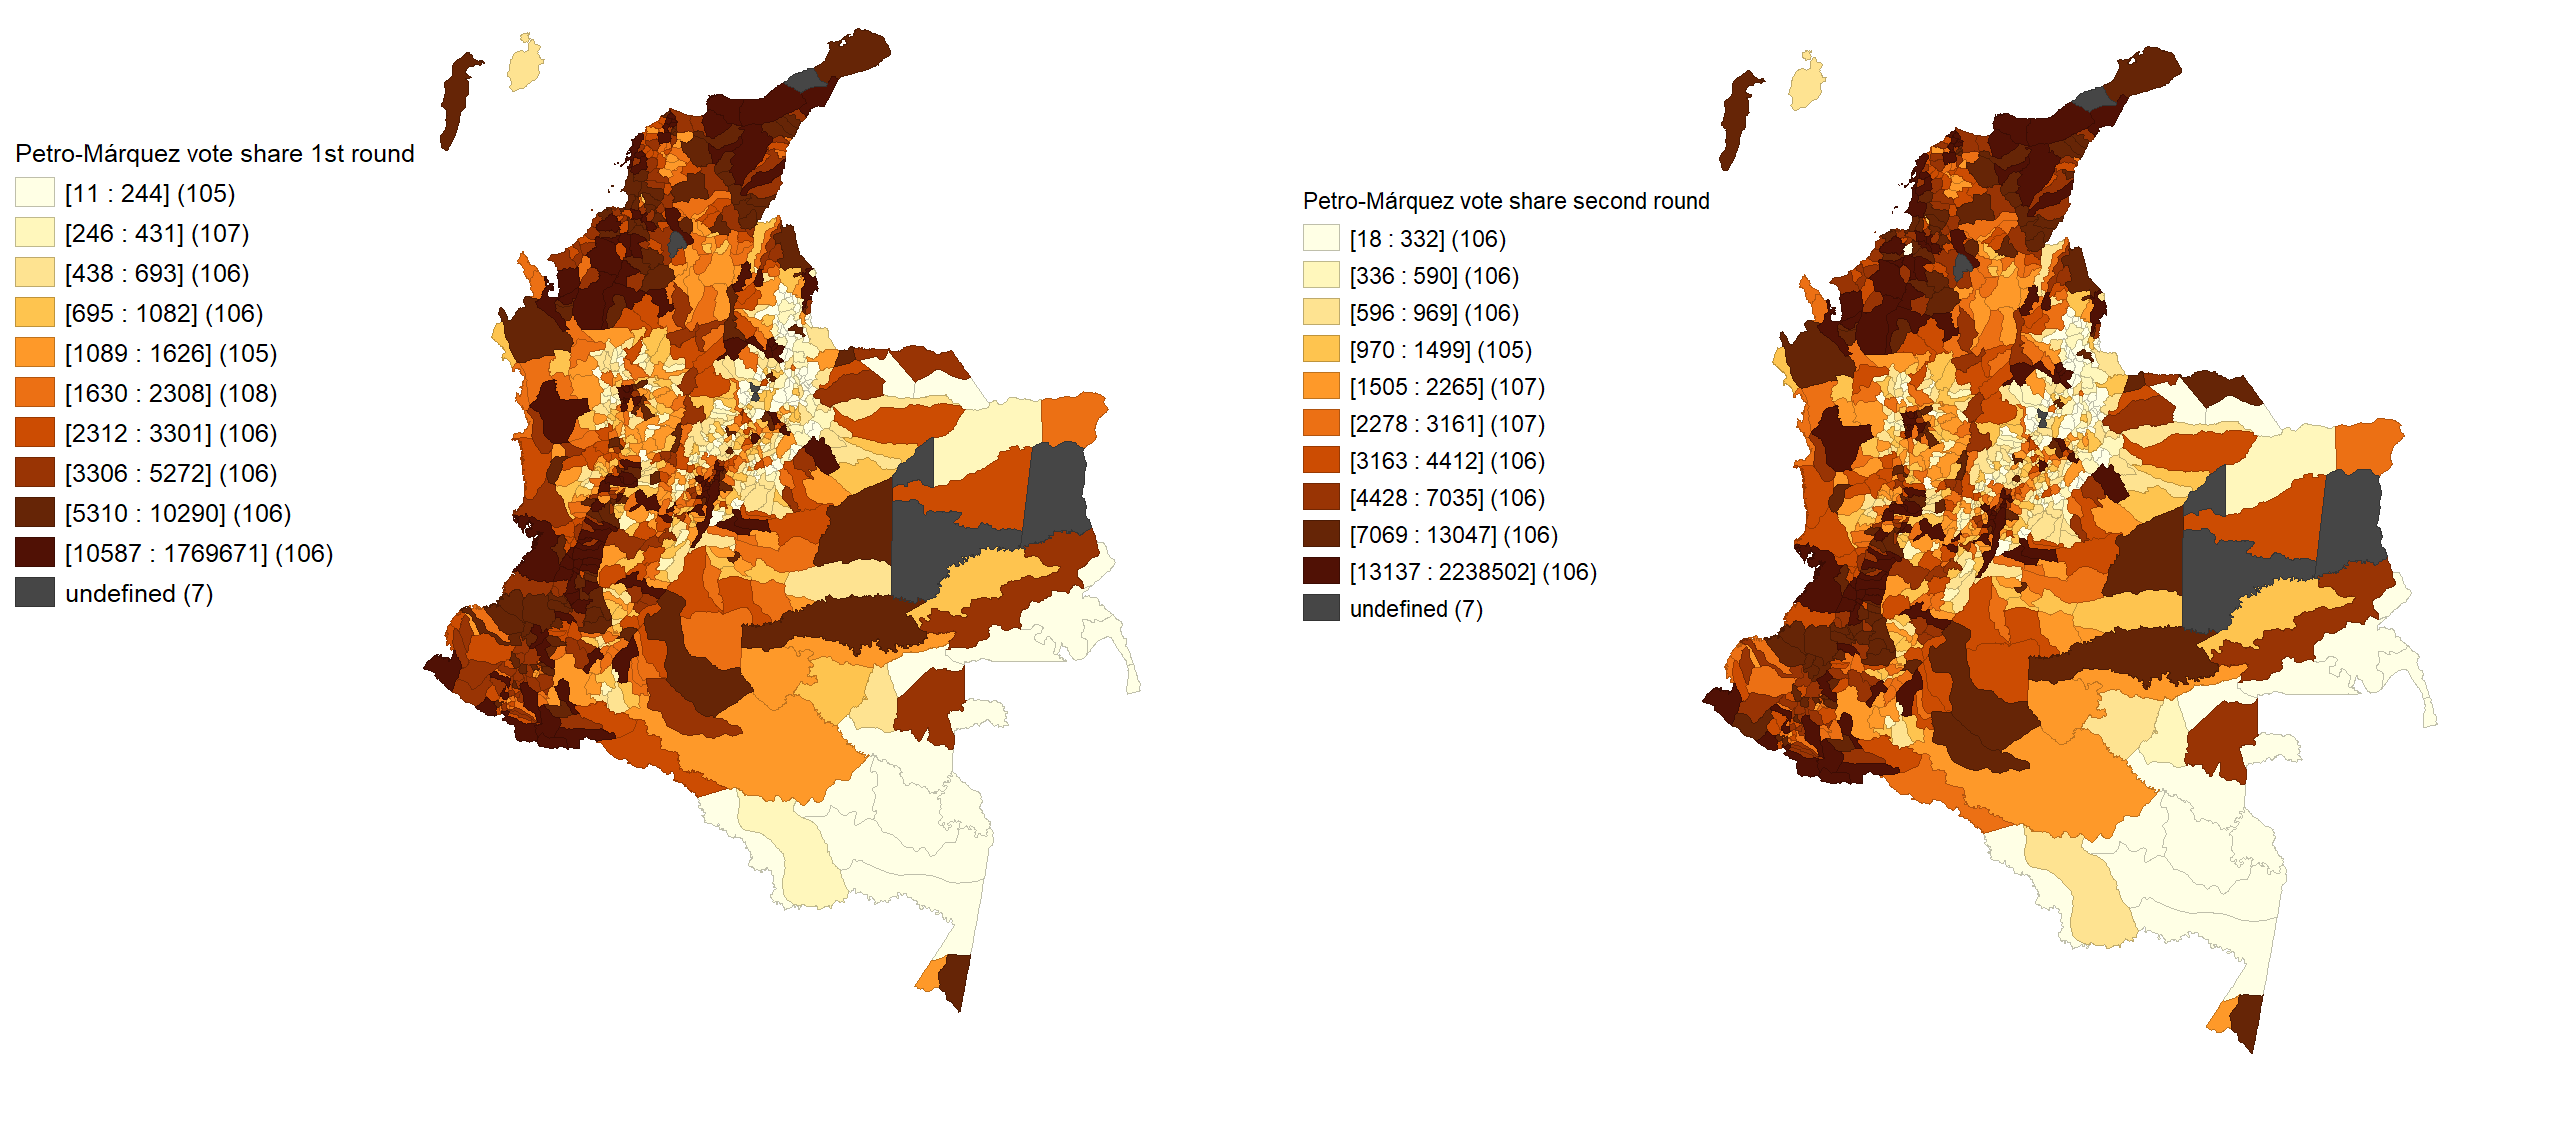 Petro-Márquez vote share 1st round
[11 : 244] (105)
[246 : 431] (107)
[438 : 693] (106)
[695 : 1082] (106)
[1089 : 1626] (105)
[1630 : 2308] (108)
[2312 : 3301] (106)
[3306 : 5272] (106)
[5310 : 10290] (106)
[10587 : 1769671] (106)
undefined (7)
Petro-Márquez vote share second round
[18 : 332] (106)
[336 : 590] (106)
[596 : 969] (106)
[970 : 1499] (105)
[1505 : 2265] (107)
[2278 : 3161] (107)
[3163 : 4412] (106)
[4428 : 7035] (106)
[7069 : 13047] (106)
[13137 : 2238502] (106)
undefined (7)